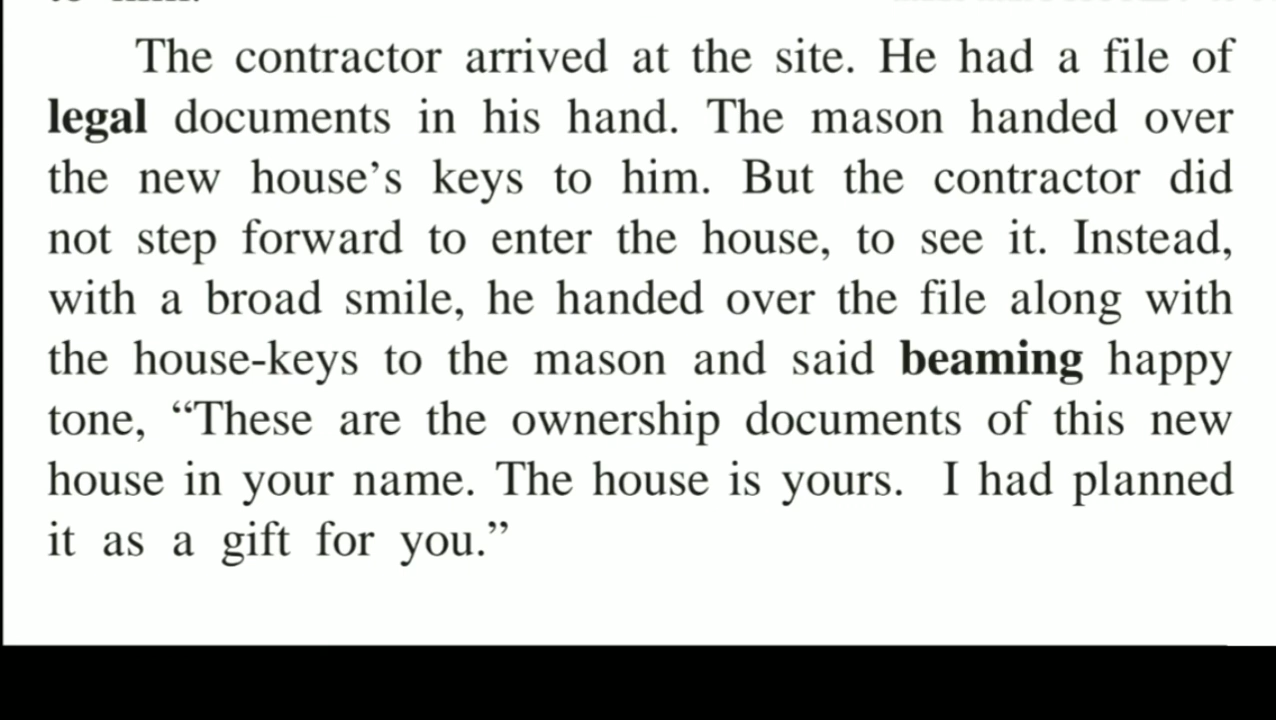 The contractor arrived at the site. He had a file of
legal documents in his hand. The mason handed over
the new house’s keys to him. But the contractor did
not step forward to enter the house, to see it. Instead,
with a broad smile, he handed over the file along with
the house-keys to the mason and said beaming happy
tone, “These are the ownership documents of this new
house in your name. The house is yours. I had planned
it as a gift for you.”